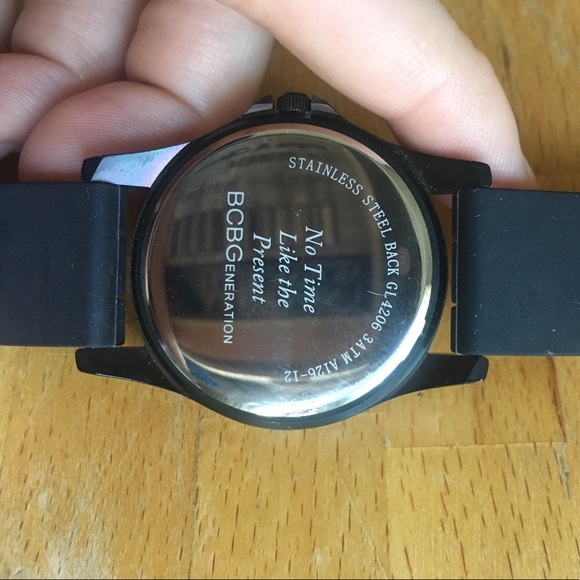 STAINLESS STEEL BACK GL4206 3ATM A126-12
No Time
Like the
Present
BCBGENERATION